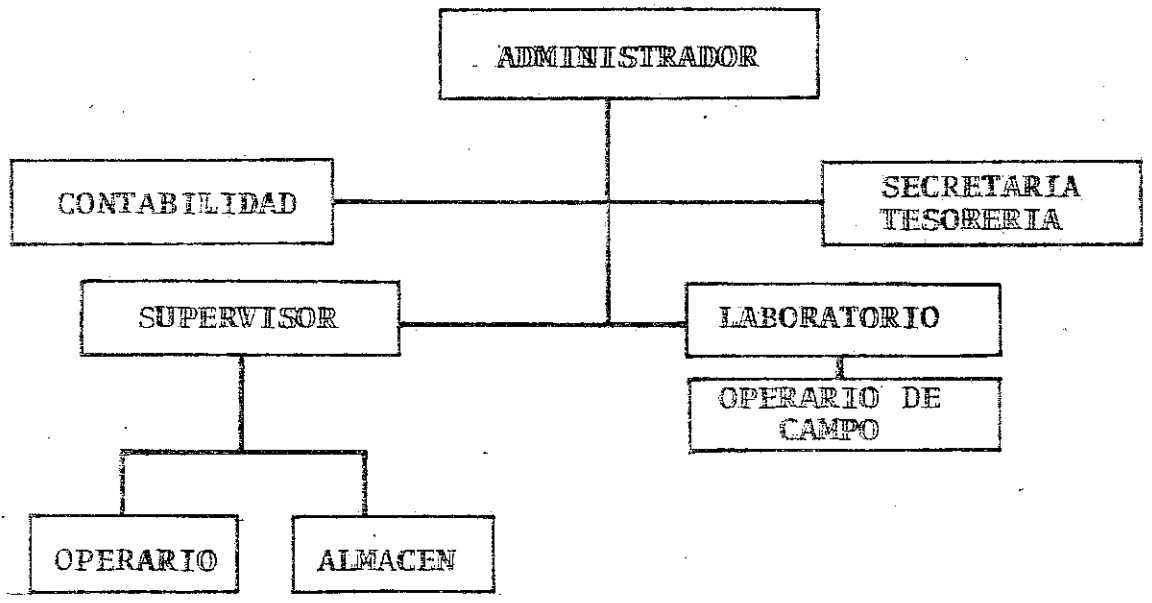 ADMINISTRADOR
CONTABILIDAD
SECRETARIA
TESORERIA
SUPERVISOR
LABORATORIO
OPERARIO DE
CAMPO
OPERARIO
ALMACEN